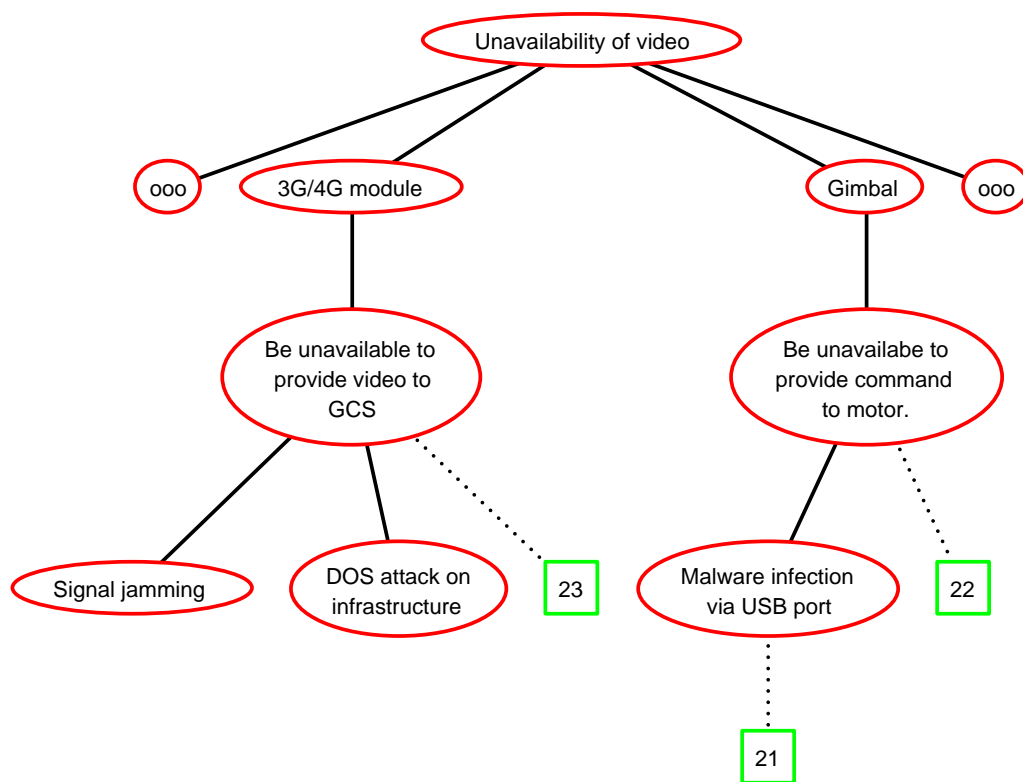 Unavailability of video
ooo
3G/4G module
Gimbal
ooo
Be unavailable to
provide video to
GCS
Be unavailabe to
provide command
to motor.
Signal jamming
DOS attack on
infrastructure
23
Malware infection
via USB port
22
21